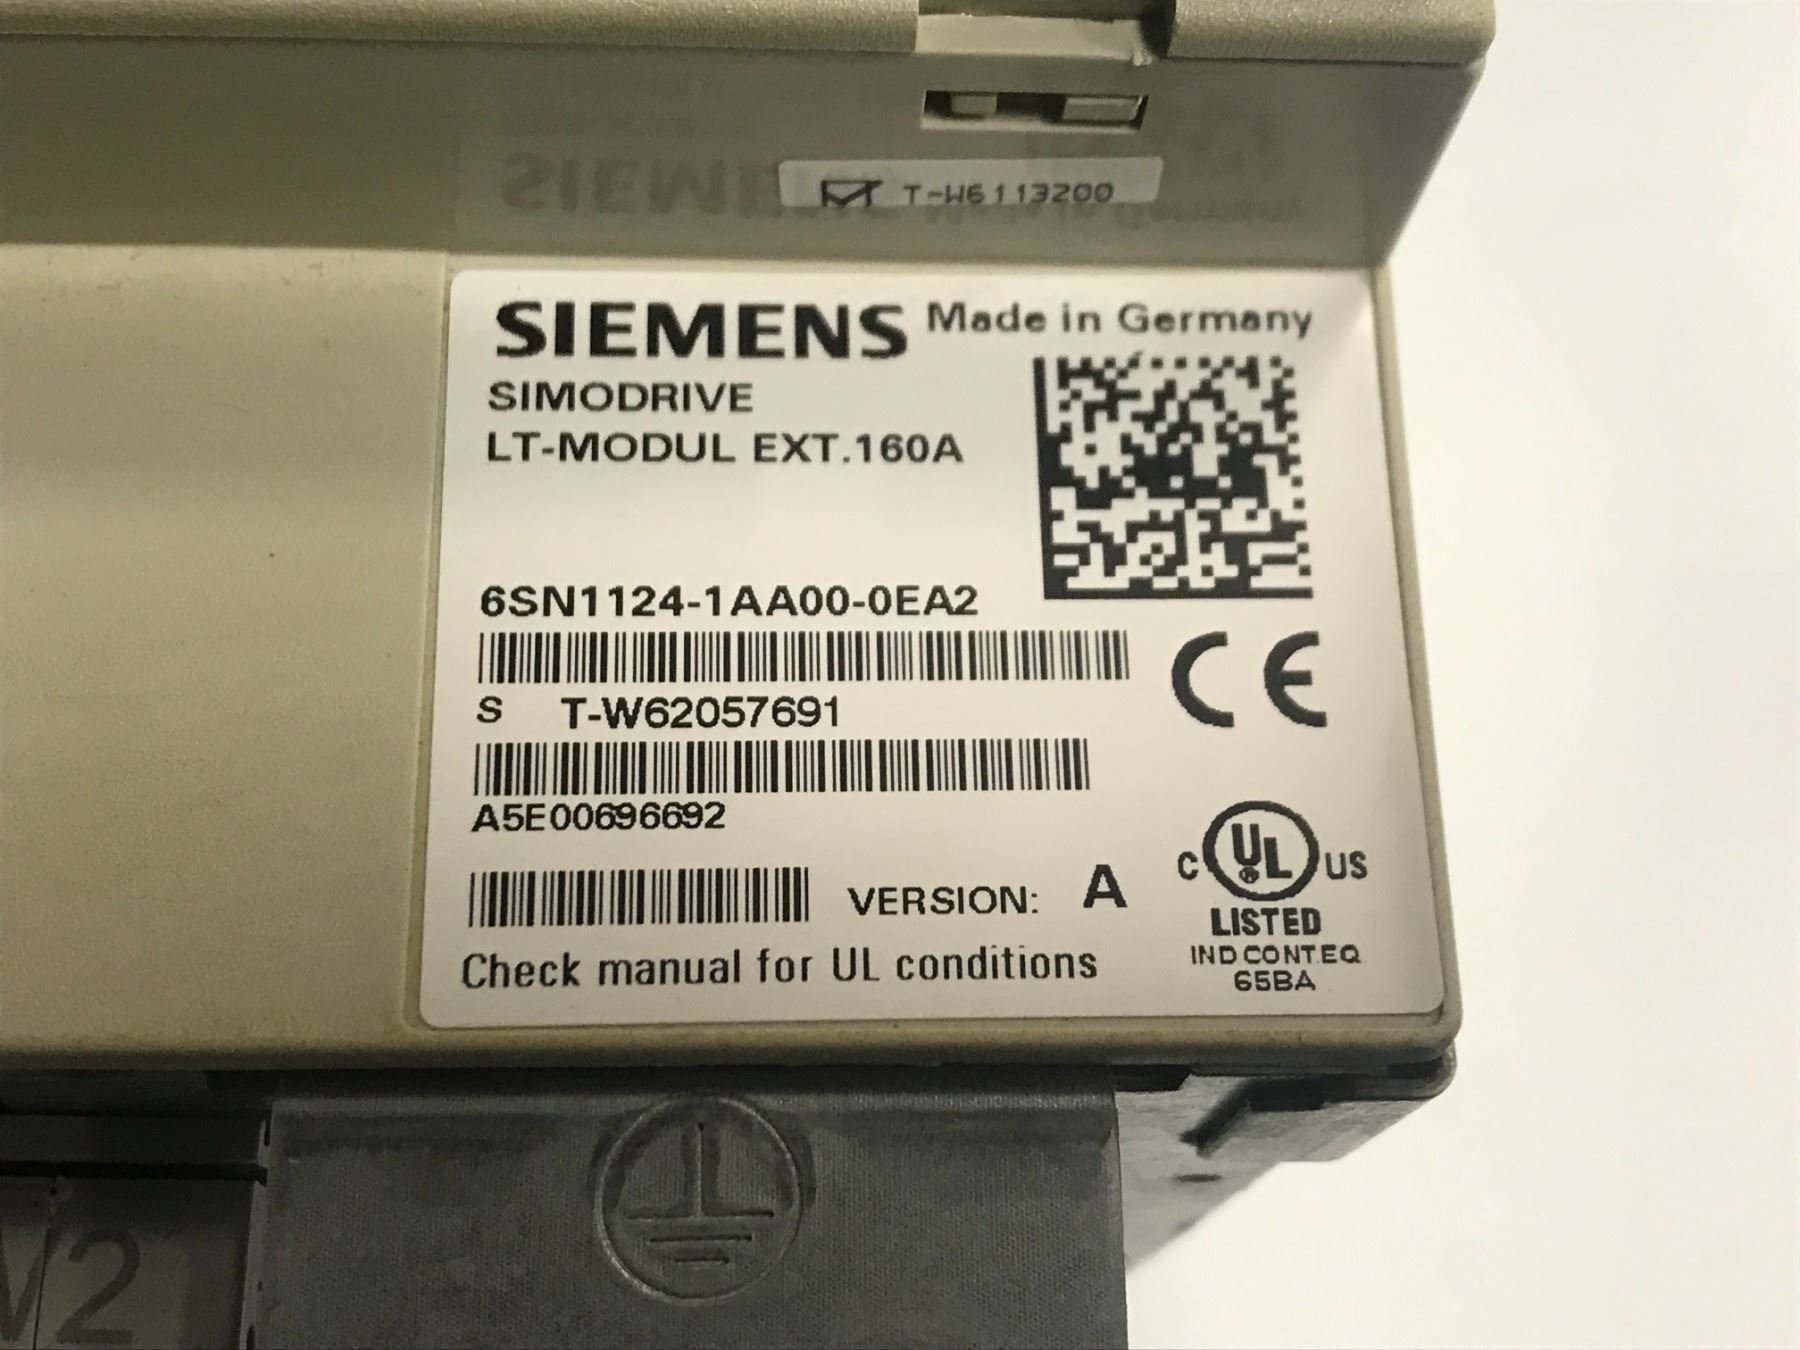 T-W6113200
SIEMENS Made in Germany
SIMODRIVE
LT-MODUL EXT.160A
6SN1124-1AA00-0EA2
S T-W62057691
A5E00696692
VERSION: A
Check manual for UL conditions
CE
C UL ® US
LISTED
IND CONT.EQ
65BA
V2